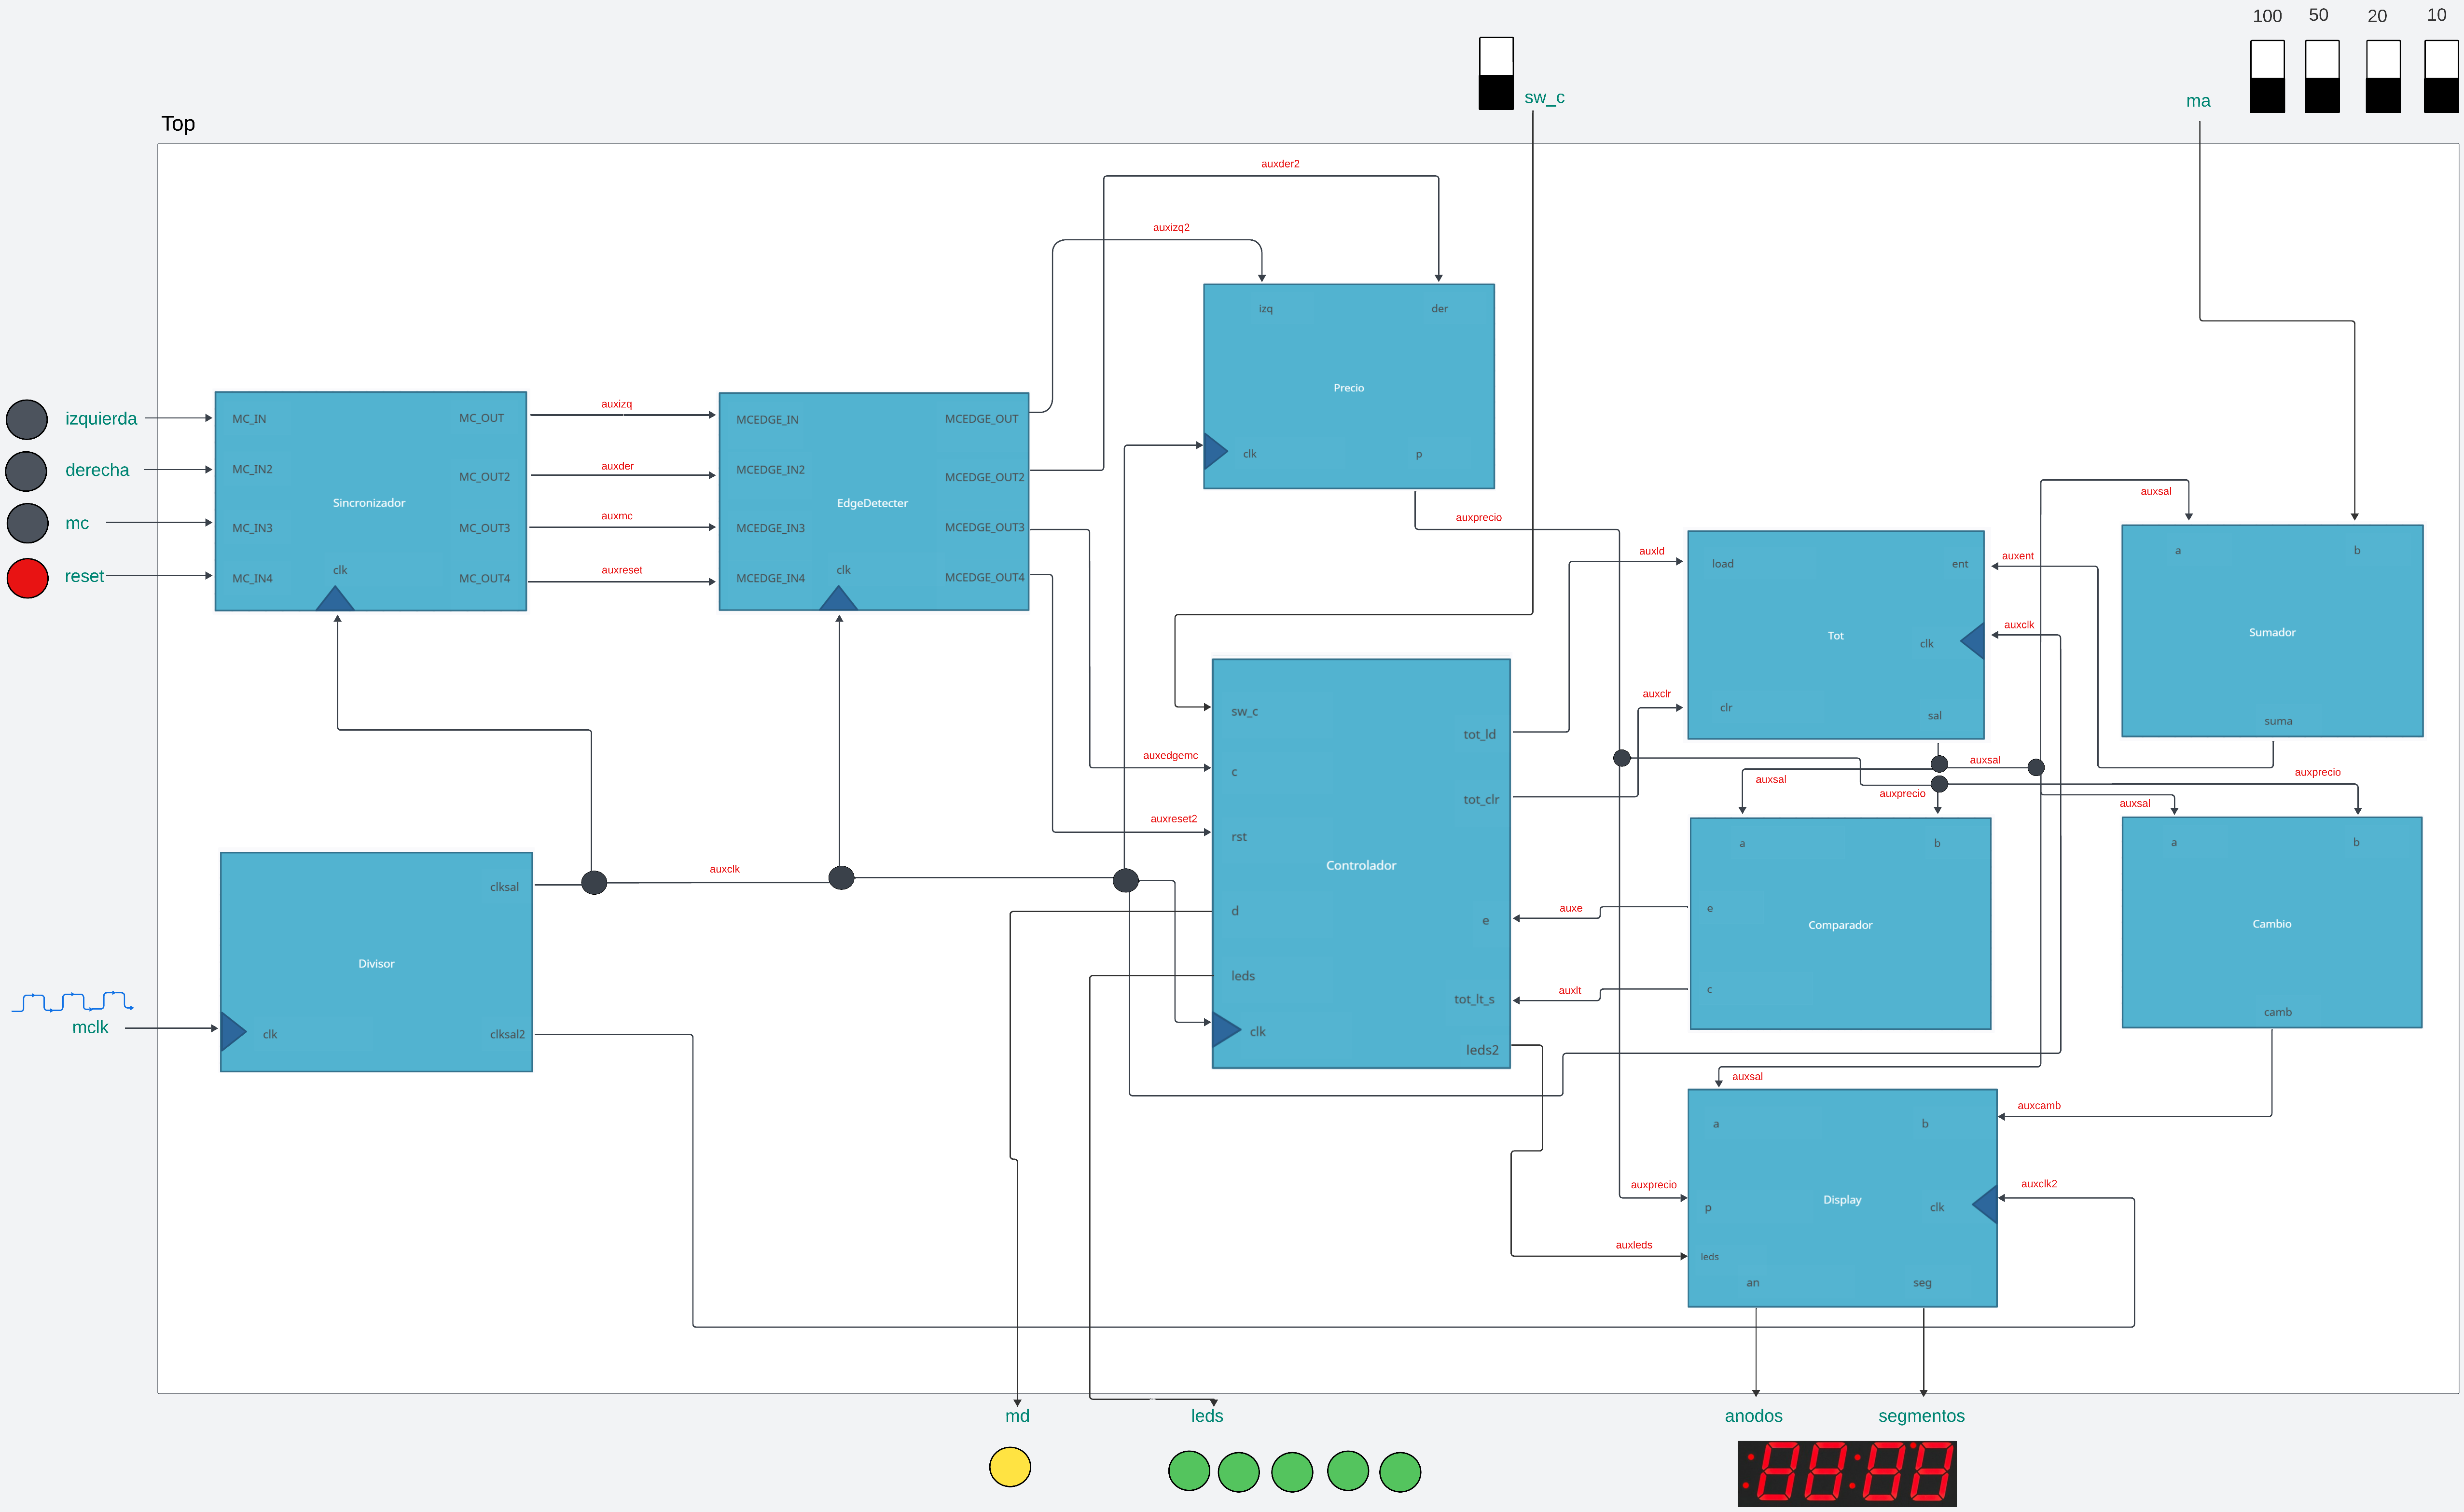 100 50 20 10
sw_c
ma
Top
auxder2
auxizq2
izq der
Precio
clk p
auxprecio
izquierda
derecha
mc
reset
MC_IN MC_OUT
MC_IN2 MC_OUT2
Sincronizador
MC_IN3 MC_OUT3
clk
MC_IN4 MC_OUT4
auxizq
auxder
auxmc
auxreset
MCEDGE_IN MCEDGE_OUT
MCEDGE_IN2 MCEDGE_OUT2
EdgeDetecter
MCEDGE_IN3 MCEDGE_OUT3
clk
MCEDGE_IN4 MCEDGE_OUT4
auxld
auxclr
load ent
Tot
clk
clr sal
auxent
auxclk
auxsal
a b
Sumador
suma
auxedgemc
auxreset2
sw_c
tot_ld
c
tot_clr
rst
Controlador
d
e
leds
tot_lt_s
clk
leds2
auxsal
auxsal
auxprecio
auxprecio
auxsal
a b
e
Comparador
c
auxe
auxlt
a b
Cambio
camb
auxclk
clksal
Divisor
clk clksal2
mclk
auxsal
auxcamb
auxprecio
auxclk2
auxleds
a b
Display
p clk
leds
an seg
md
leds
anodos
segmentos
88:88